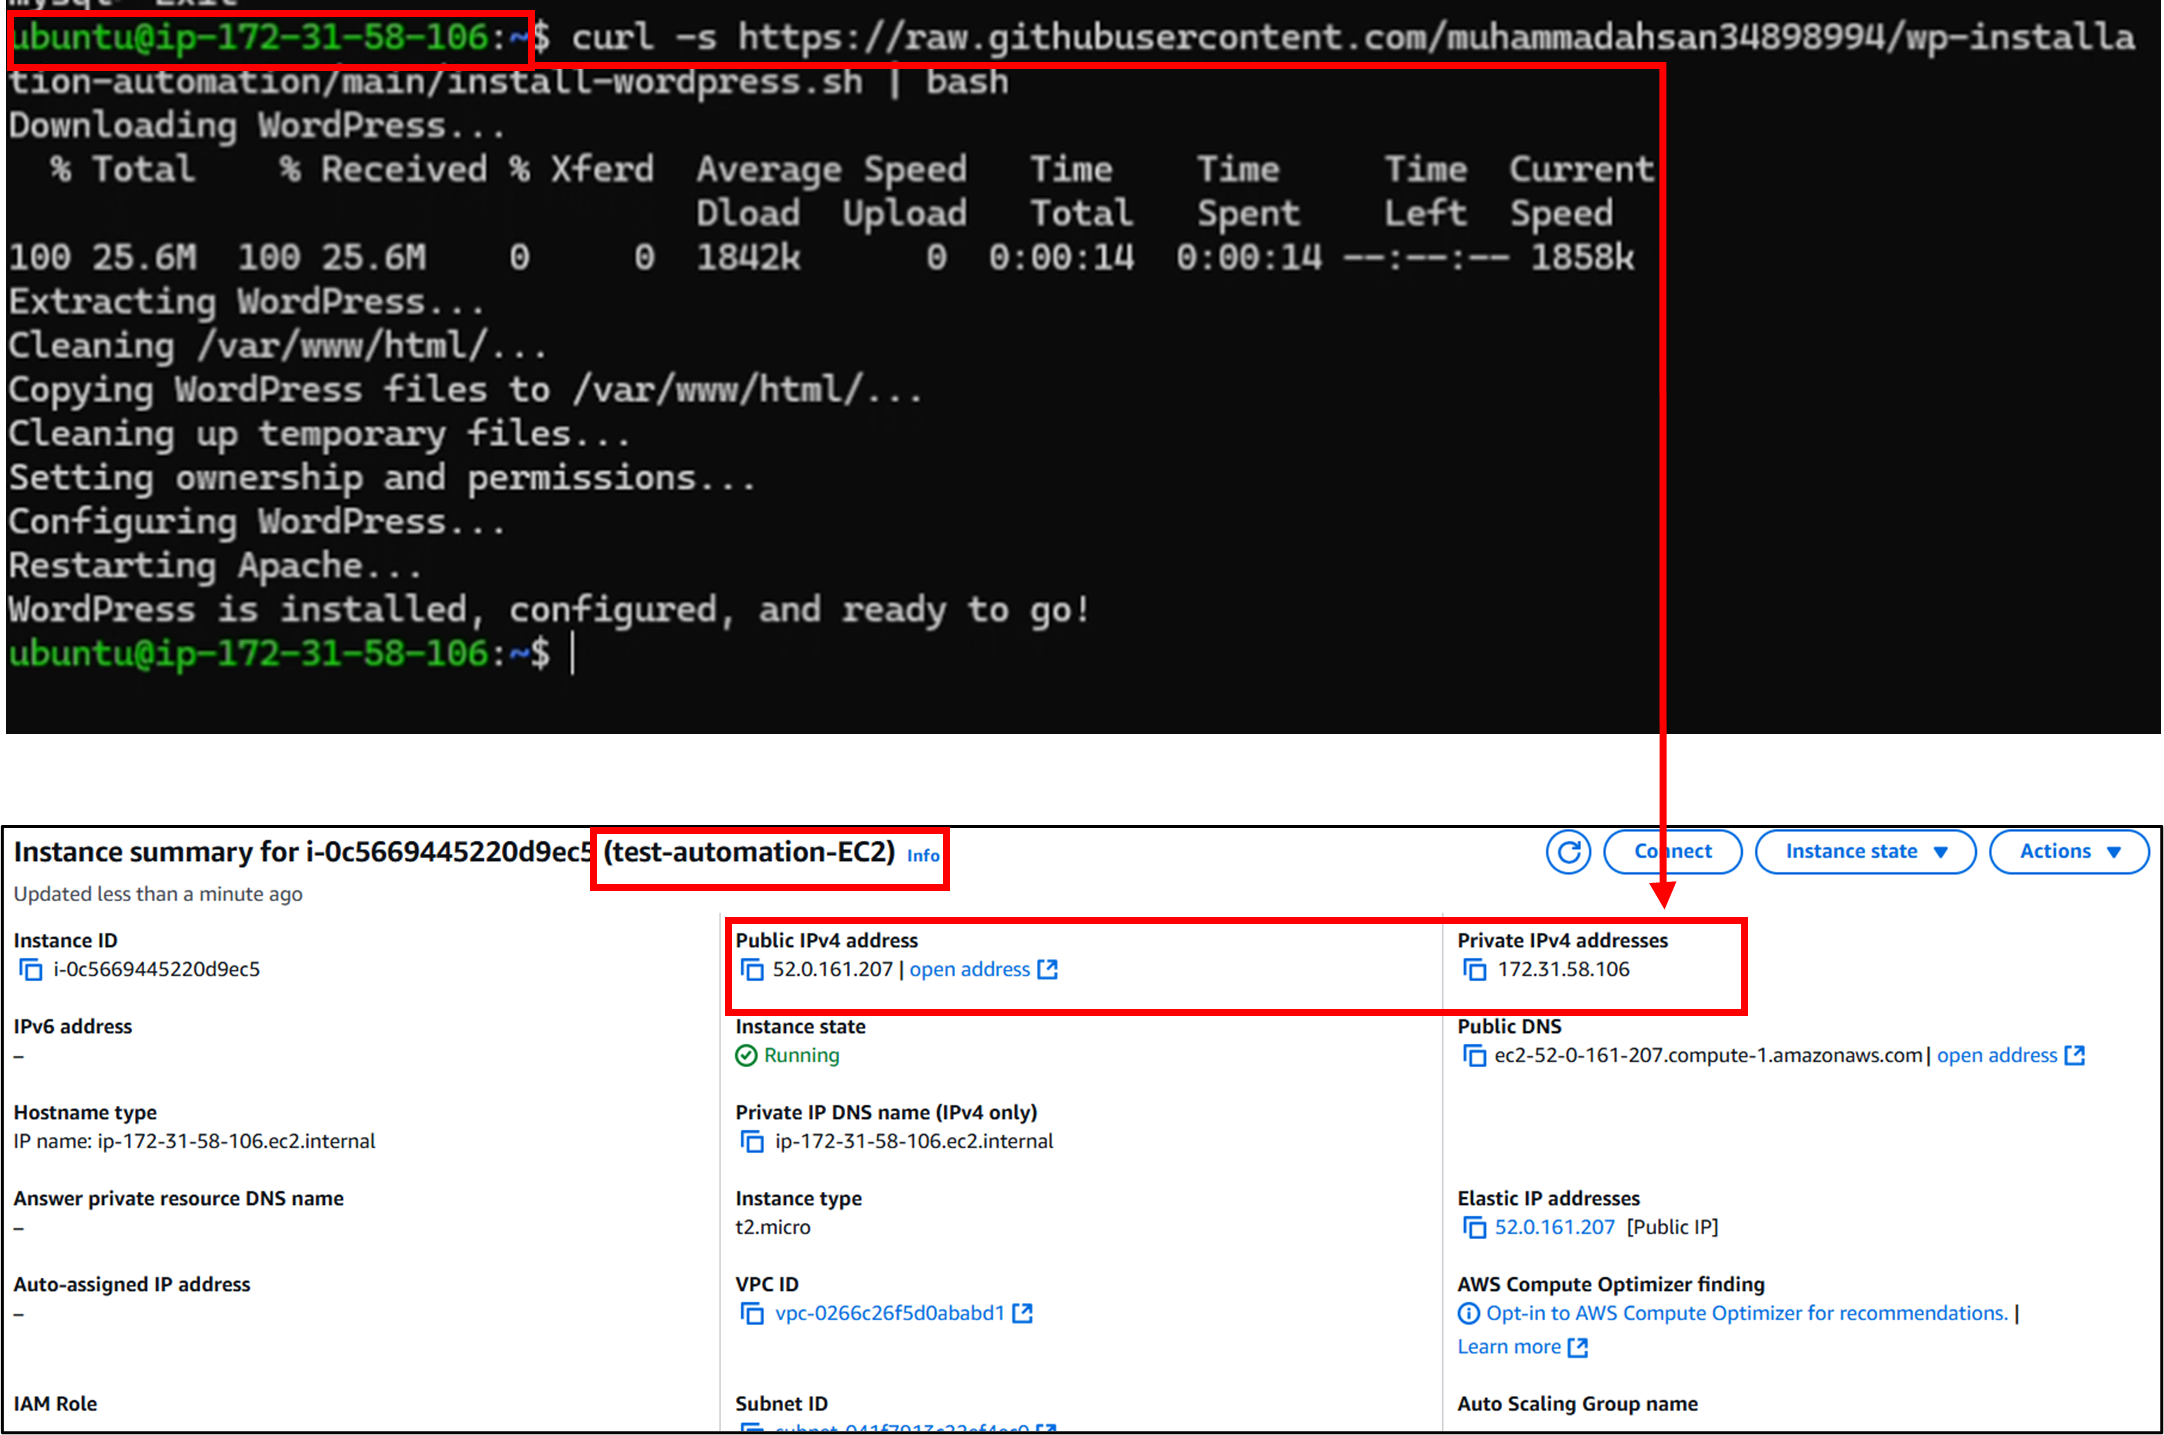 mysql> Exit
ubuntu@ip-172-31-58-106:~$ curl -s https://raw.githubusercontent.com/muhammadahsan34898994/wp-installa
tion-automation/main/install-wordpress.sh | bash
Downloading WordPress...
% Total % Received % Xferd Average Speed Time Time Time Current
Dload Upload Total Spent Left Speed
100 25.6M 100 25.6M 0 0 1842k 0 0:00:14 0:00:14 --:--:-- 1858k
Extracting WordPress...
Cleaning /var/www/html/...
Copying WordPress files to /var/www/html/...
Cleaning up temporary files...
Setting ownership and permissions...
Configuring WordPress...
Restarting Apache...
WordPress is installed, configured, and ready to go!
ubuntu@ip-172-31-58-106:~$
Instance summary for i-0c5669445220d9ec5 (test-automation-EC2) Info
Connect
Instance state
Actions
Updated less than a minute ago
Instance ID
i-0c5669445220d9ec5
Public IPv4 address
52.0.161.207 | open address
Private IPv4 addresses
172.31.58.106
IPv6 address
–
Instance state
Running
Public DNS
ec2-52-0-161-207.compute-1.amazonaws.com | open address
Hostname type
IP name: ip-172-31-58-106.ec2.internal
Private IP DNS name (IPv4 only)
ip-172-31-58-106.ec2.internal
Answer private resource DNS name
–
Instance type
t2.micro
Elastic IP addresses
52.0.161.207 [Public IP]
Auto-assigned IP address
–
VPC ID
vpc-0266c26f5d0ababd1
AWS Compute Optimizer finding
Opt-in to AWS Compute Optimizer for recommendations. |
Learn more
IAM Role
Subnet ID
Auto Scaling Group name